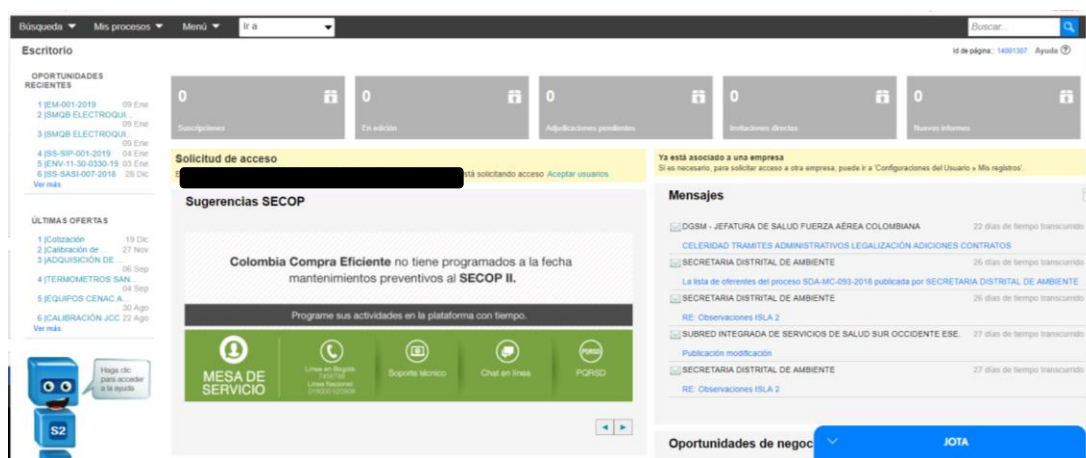 Búsqueda Mis procesos Menú Ir a Buscar...
Escritorio
Id de página:: 14001307 Ayuda
OPORTUNIDADES RECIENTES
1 |EM-001-2019 09 Ene
2 |SMQB ELECTROQUI... 09 Ene
3 |SMQB ELECTROQUI... 09 Ene
4 |SS-SIP-001-2019 04 Ene
5 |ENV-11-30-0330-19 03 Ene
6 |SS-SASI-007-2018 28 Dic
Ver más
ÚLTIMAS OFERTAS
1 |Cotización 19 Dic
2 |Calibración de ... 27 Nov
3 |ADQUISICIÓN DE ... 06 Sep
4 |TERMOMETROS SAN... 04 Sep
5 |EQUIPOS CENAC A... 30 Ago
6 |CALIBRACIÓN JCC 22 Ago
Ver más
Haga clic
para acceder
a la ayuda
S2
0
Suscripciones
0
En edición
0
Adjudicaciones pendientes
0
Invitaciones directas
0
Nuevos informes
Solicitud de acceso
stá solicitando acceso Aceptar usuarios
Sugerencias SECOP
Colombia Compra Eficiente no tiene programados a la fecha
mantenimientos preventivos al SECOP II.
Programe sus actividades en la plataforma con tiempo.
MESA DE
SERVICIO
Línea en Bogotá
Línea Nacional
Soporte técnico
Chat en línea
PQRSD
PQRSD
Ya está asociado a una empresa
Si es necesario, para solicitar acceso a otra empresa, puede ir a 'Configuraciones del Usuario » Mis registros'.
Mensajes
DGSM - JEFATURA DE SALUD FUERZA AÉREA COLOMBIANA 22 días de tiempo transcurrido
CELERIDAD TRAMITES ADMINISTRATIVOS LEGALIZACIÓN ADICIONES CONTRATOS
SECRETARIA DISTRITAL DE AMBIENTE 26 días de tiempo transcurrido
La lista de oferentes del proceso SDA-MC-093-2018 publicada por SECRETARIA DISTRITAL DE AMBIENTE
SECRETARIA DISTRITAL DE AMBIENTE 26 días de tiempo transcurrido
RE: Observaciones ISLA 2
SUBRED INTEGRADA DE SERVICIOS DE SALUD SUR OCCIDENTE ESE. 27 días de tiempo transcurrido
Publicación modificación
SECRETARIA DISTRITAL DE AMBIENTE 27 días de tiempo transcurrido
RE: Observaciones ISLA 2
Oportunidades de negoc
JOTA